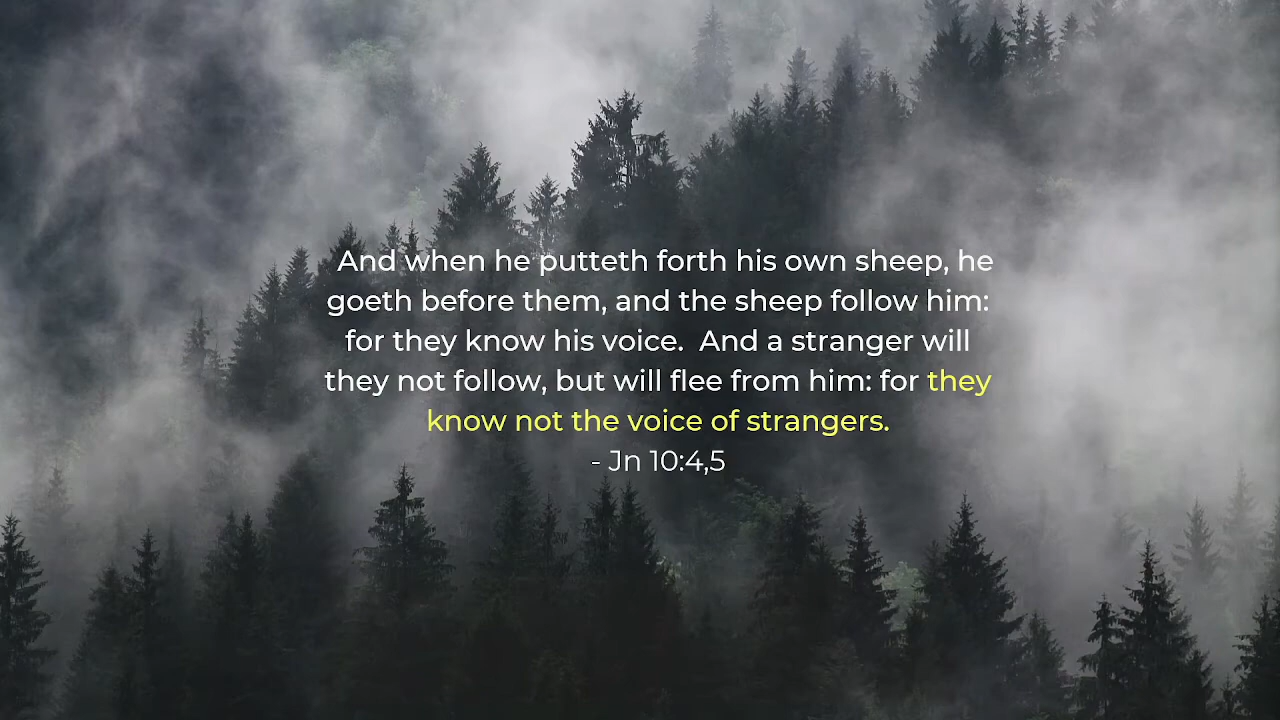 And when he putteth forth his own sheep, he
goeth before them, and the sheep follow him:
for they know his voice.  And a stranger will
they not follow, but will flee from him: for they
know not the voice of strangers.
- Jn 10:4,5